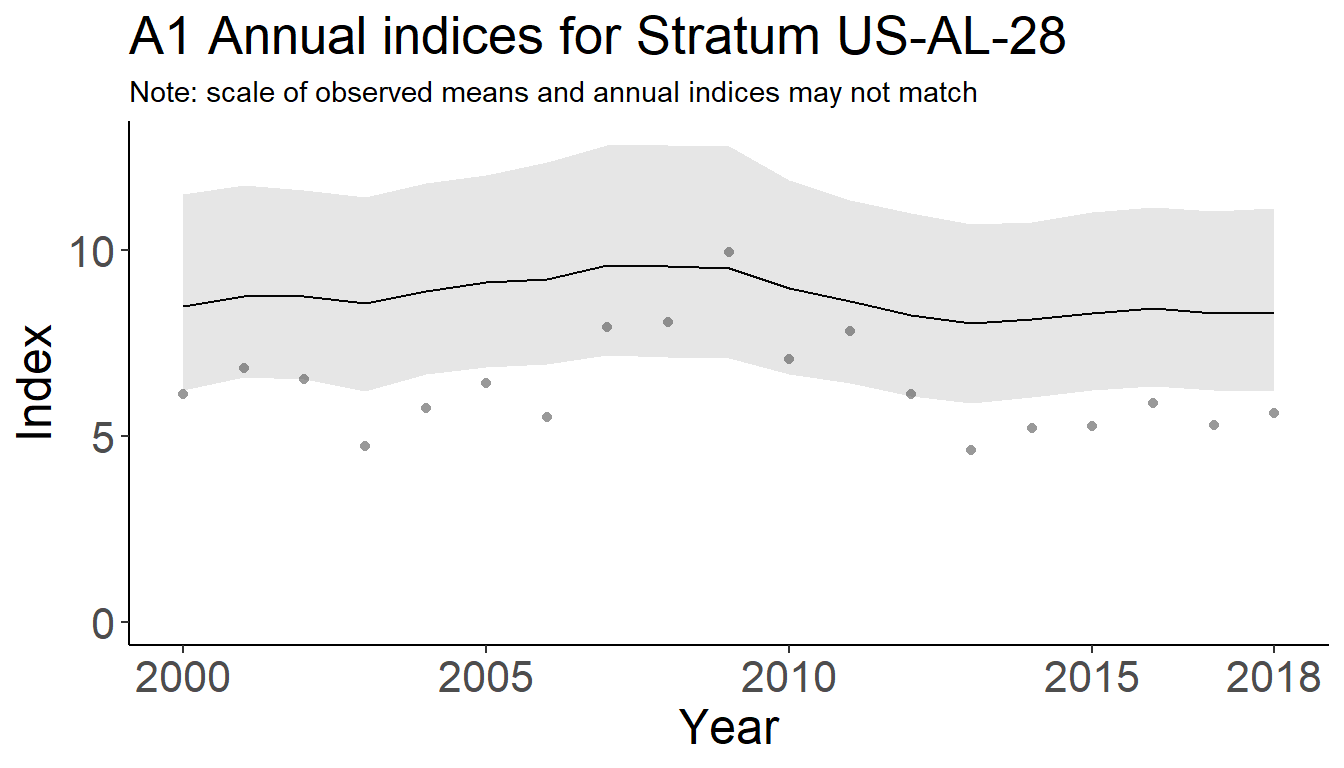 A1 Annual indices for Stratum US-AL-28
Note: scale of observed means and annual indices may not match
Index
10
5
0
2000 2005 2010 2015 2018
Year